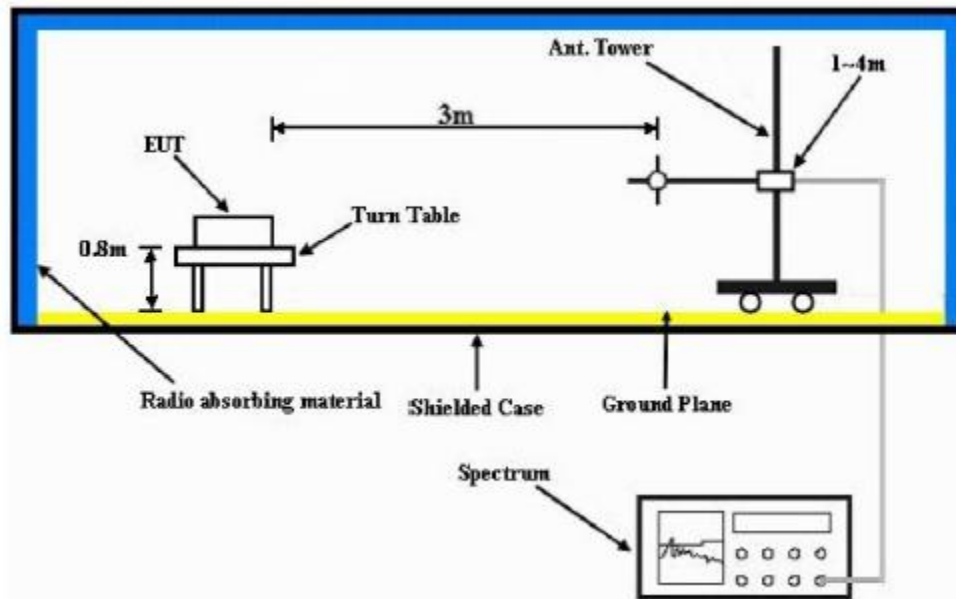 Ant. Tower
1~4m
3m
EUT
Turn Table
0.8m
Radio absorbing material
Shielded Case
Ground Plane
Spectrum